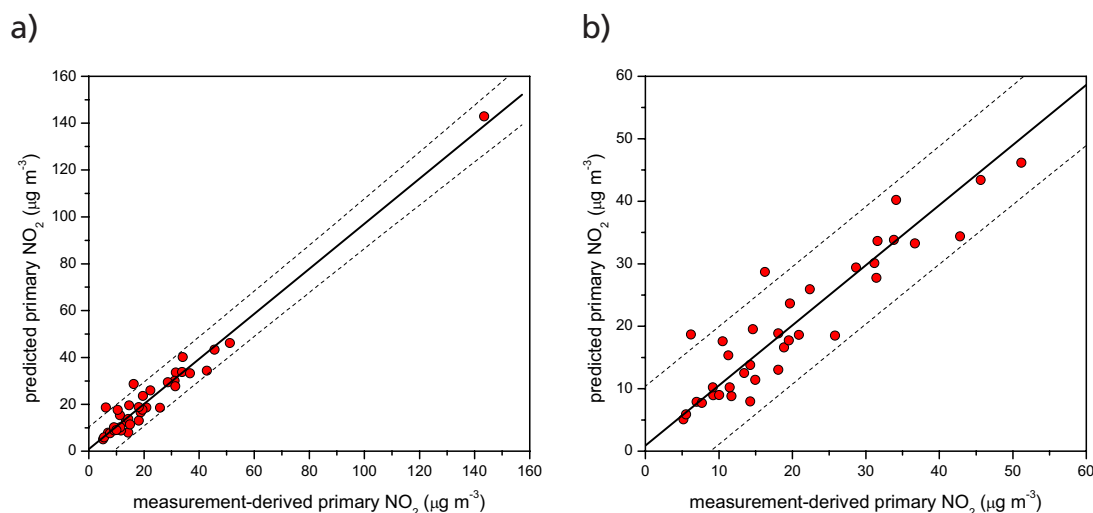 a)
160
140
120
100
80
60
40
20
0
predicted primary NO₂ (μg m⁻³)
0 20 40 60 80 100 120 140 160
measurement-derived primary NO₂ (μg m⁻³)
b)
60
50
40
30
20
10
0
predicted primary NO₂ (μg m⁻³)
0 10 20 30 40 50 60
measurement-derived primary NO₂ (μg m⁻³)